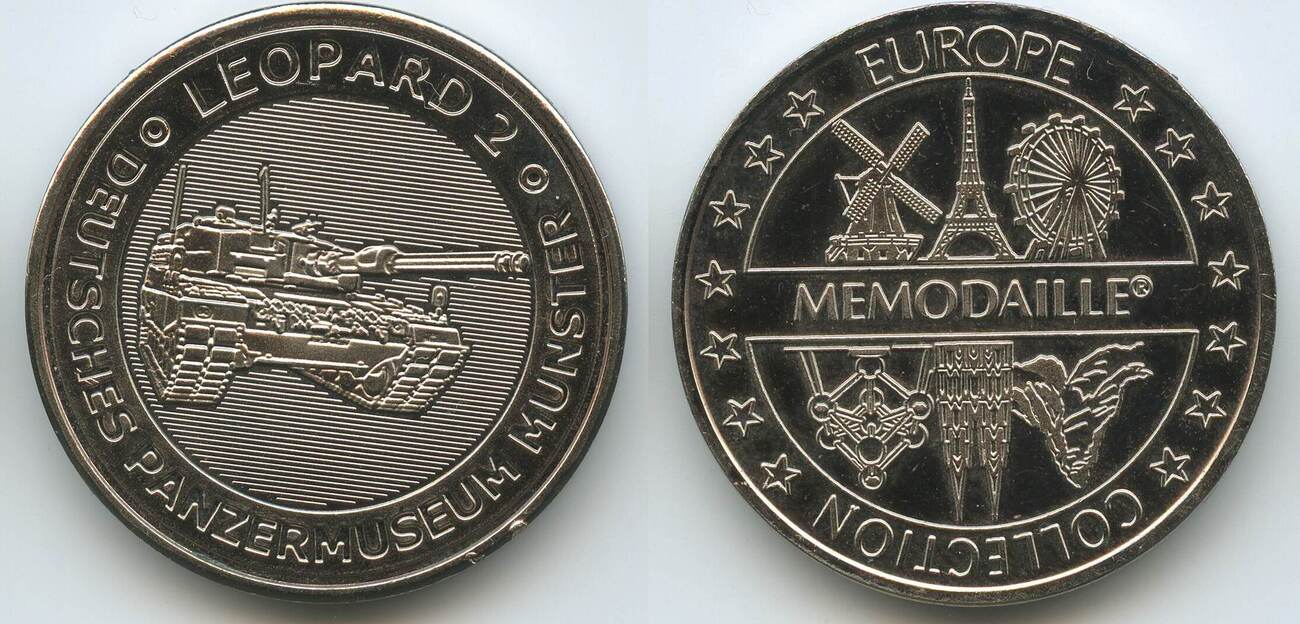 LEOPARD 2
DEUTSCHES PANZERMUSEUM MUNSTER
EUROPE
MEMODAILLE®
COLLECTION